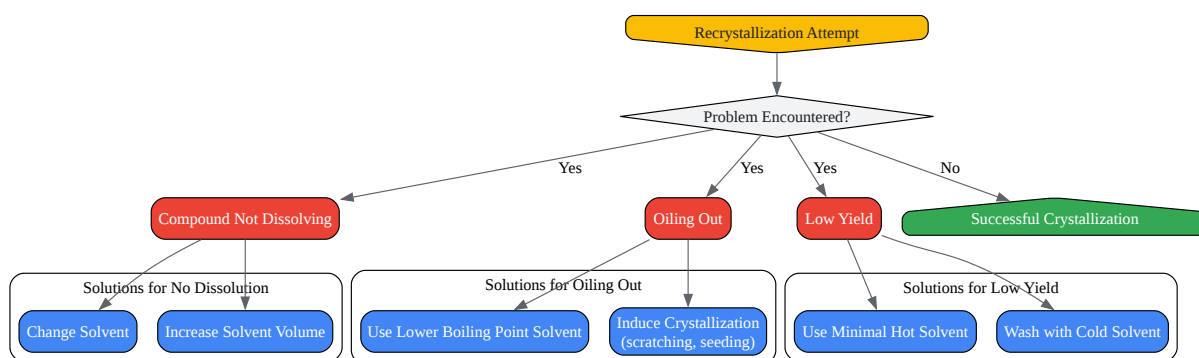 Recrystallization Attempt
Problem Encountered?
Yes
Yes
Yes
No
Compound Not Dissolving
Oiling Out
Low Yield
Successful Crystallization
Solutions for No Dissolution
Solutions for Oiling Out
Solutions for Low Yield
Change Solvent
Increase Solvent Volume
Use Lower Boiling Point Solvent
Induce Crystallization
(scratching, seeding)
Use Minimal Hot Solvent
Wash with Cold Solvent